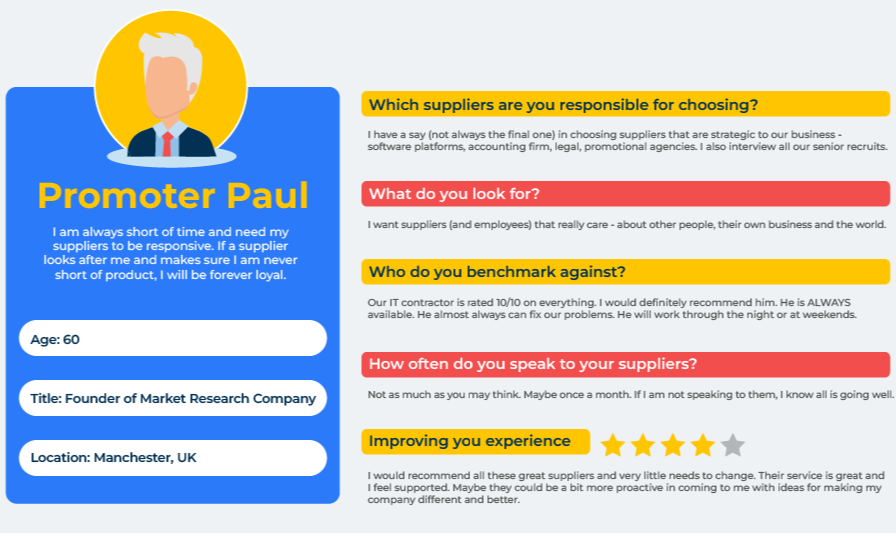 Promoter Paul
I am always short of time and need my
suppliers to be responsive. If a supplier
looks after me and makes sure I am never
short of product, I will be forever loyal.
Age: 60
Title: Founder of Market Research Company
Location: Manchester, UK
Which suppliers are you responsible for choosing?
I have a say (not always the final one) in choosing suppliers that are strategic to our business -
software platforms, accounting firm, legal, promotional agencies. I also interview all our senior recruits.
What do you look for?
I want suppliers (and employees) that really care - about other people, their own business and the world.
Who do you benchmark against?
Our IT contractor is rated 10/10 on everything. I would definitely recommend him. He is ALWAYS
available. He almost always can fix our problems. He will work through the night or at weekends.
How often do you speak to your suppliers?
Not as much as you may think. Maybe once a month. If I am not speaking to them, I know all is going well.
Improving you experience
I would recommend all these great suppliers and very little needs to change. Their service is great and
I feel supported. Maybe they could be a bit more proactive in coming to me with ideas for making my
company different and better.